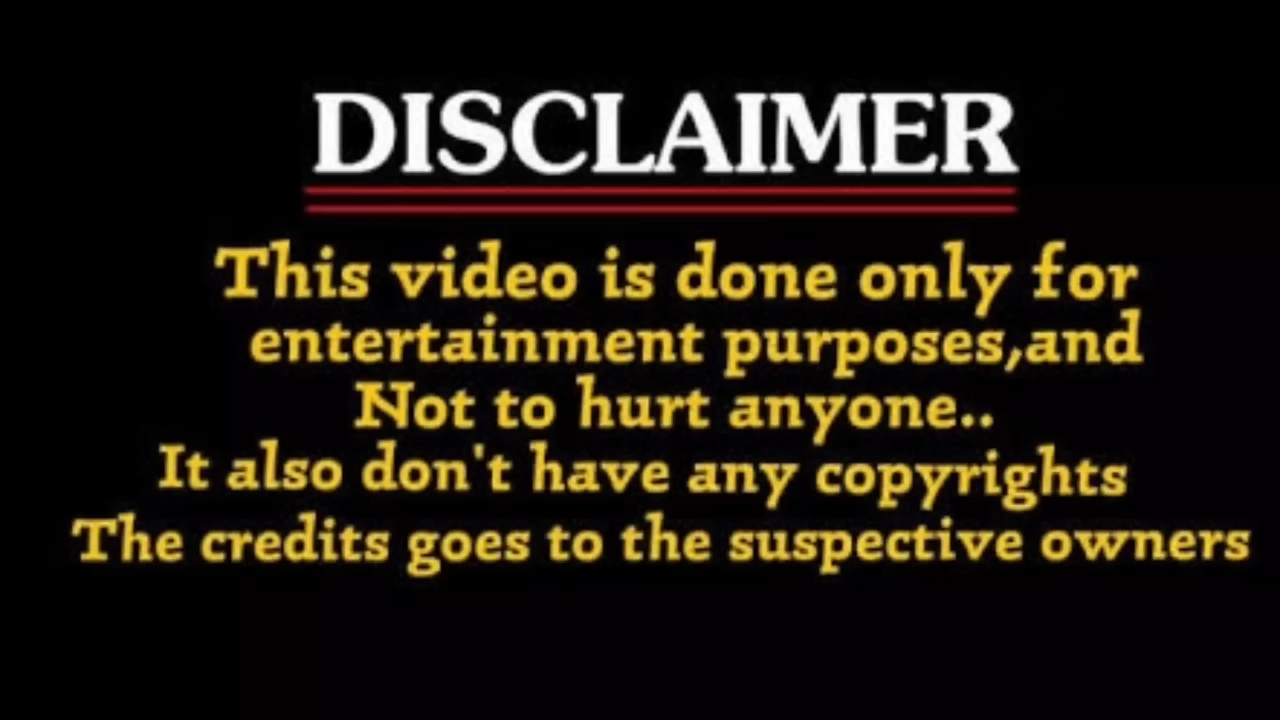 DISCLAIMER
This video is done only for
entertainment purposes,and
Not to hurt anyone..
It also don't have any copyrights
The credits goes to the suspective owners